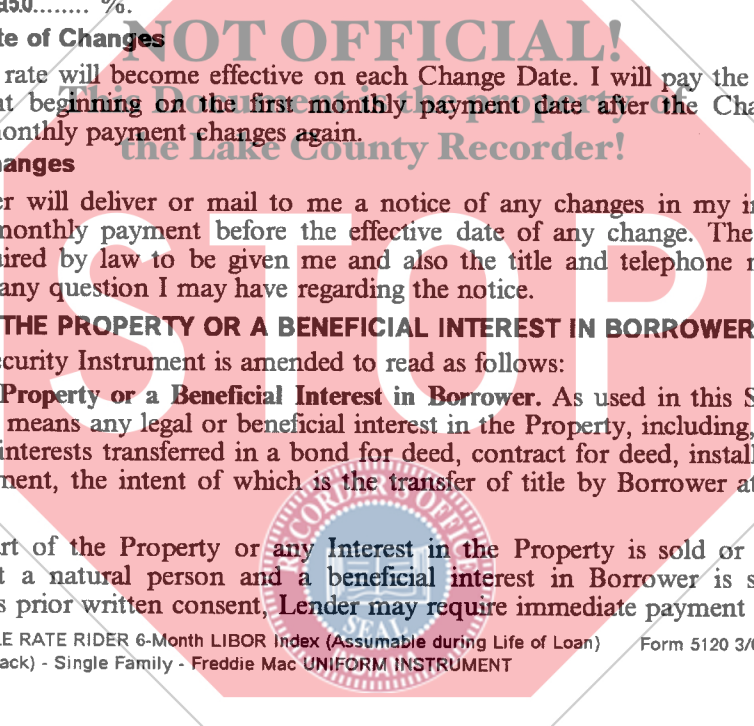 %.
te of Changes
NOT OFFICIAL!
rate will become effective on each Change Date. I will pay the
This Document is the property of
nt beginning on the first monthly payment date after the Cha
monthly payment changes again.
the Lake County Recorder!
hanges
er will deliver or mail to me a notice of any changes in my in
monthly payment before the effective date of any change. The
uired by law to be given me and also the title and telephone n
any question I may have regarding the notice.
STOP
THE PROPERTY OR A BENEFICIAL INTEREST IN BORROWER
ecurity Instrument is amended to read as follows:
Property or a Beneficial Interest in Borrower. As used in this S
means any legal or beneficial interest in the Property, including,
interests transferred in a bond for deed, contract for deed, install
ment, the intent of which is the transfer of title by Borrower at
RECORDER'S OFFICE
rt of the Property or any Interest in the Property is sold or
t a natural person and a beneficial interest in Borrower is s
s prior written consent, Lender may require immediate payment
SEAL
LE RATE RIDER 6-Month LIBOR Index (Assumable during Life of Loan) Form 5120 3/0
ack) - Single Family - Freddie Mac UNIFORM INSTRUMENT